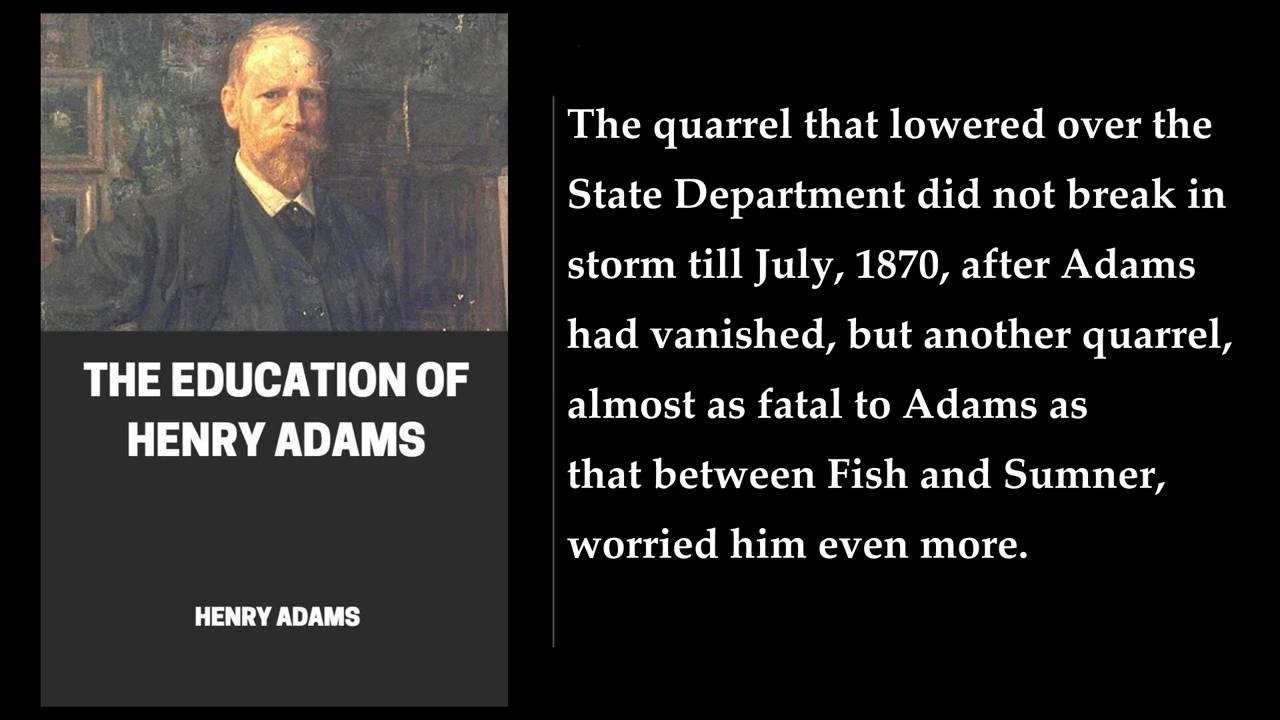 THE EDUCATION OF
HENRY ADAMS
HENRY ADAMS
The quarrel that lowered over the
State Department did not break in
storm till July, 1870, after Adams
had vanished, but another quarrel,
almost as fatal to Adams as
that between Fish and Sumner,
worried him even more.